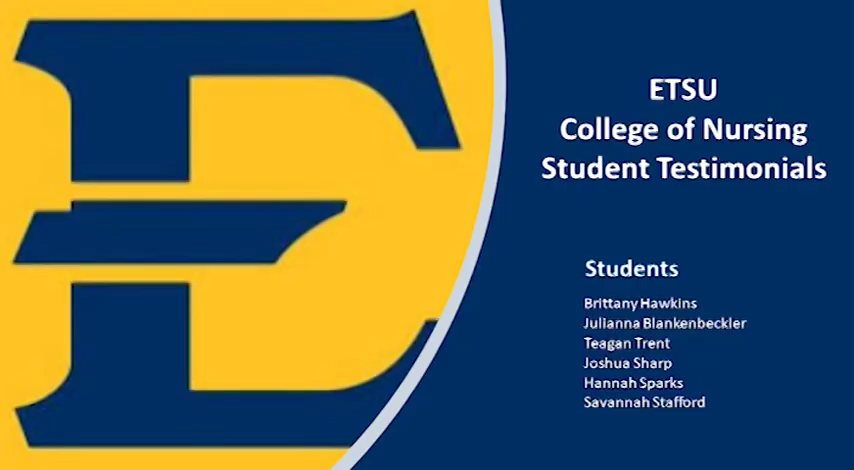 ETSU
College of Nursing
Student Testimonials
Students
Brittany Hawkins
Julianna Blankenbeckler
Teagan Trent
Joshua Sharp
Hannah Sparks
Savannah Stafford